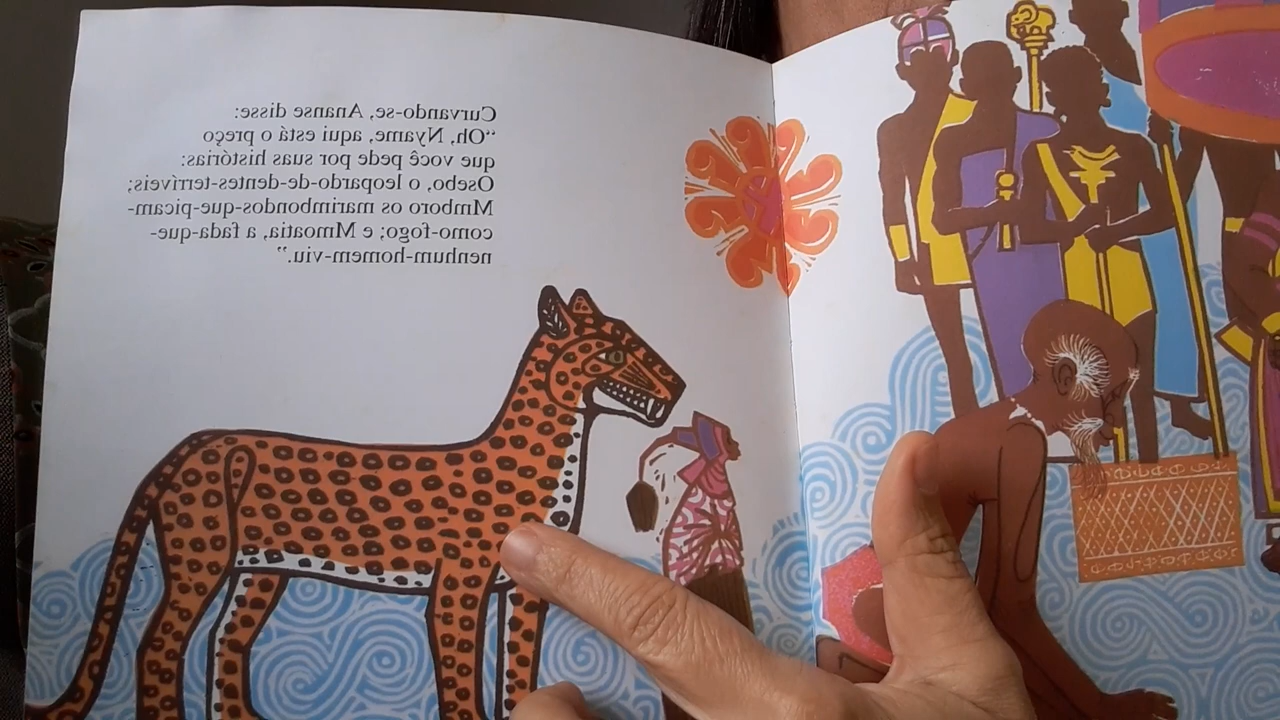 Curvando-se, Ananse disse:
“Oh, Nyame, aqui está o preço
que você pede por suas histórias:
Osebo, o leopardo-de-dentes-terríveis;
Mmboro os marimbondos-que-picam-
como-fogo; e Mmoatia, a fada-que-
nenhum-homem-viu.”